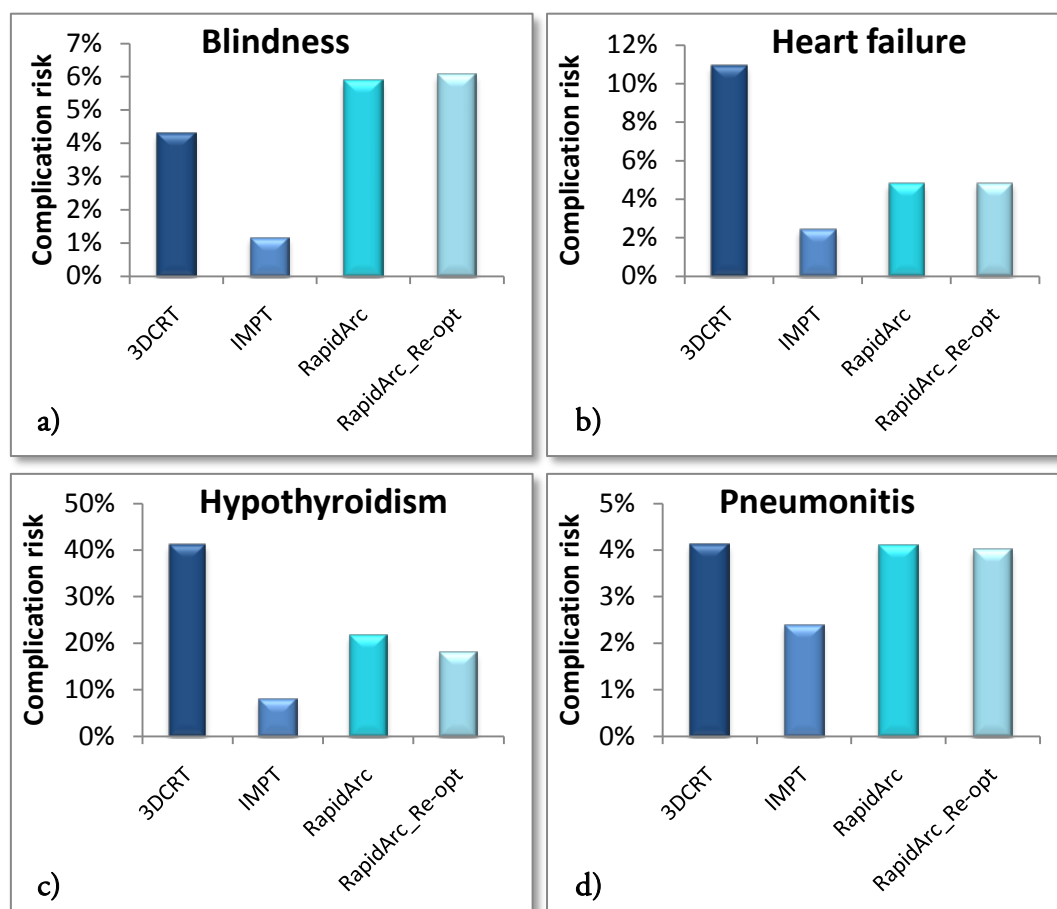 Blindness
Complication risk
7%
6%
5%
4%
3%
2%
1%
0%
3DCRT
IMPT
RapidArc
RapidArc_Re-opt
a)
Heart failure
Complication risk
12%
10%
8%
6%
4%
2%
0%
3DCRT
IMPT
RapidArc
RapidArc_Re-opt
b)
Hypothyroidism
Complication risk
50%
40%
30%
20%
10%
0%
3DCRT
IMPT
RapidArc
RapidArc_Re-opt
c)
Pneumonitis
Complication risk
5%
4%
3%
2%
1%
0%
3DCRT
IMPT
RapidArc
RapidArc_Re-opt
d)